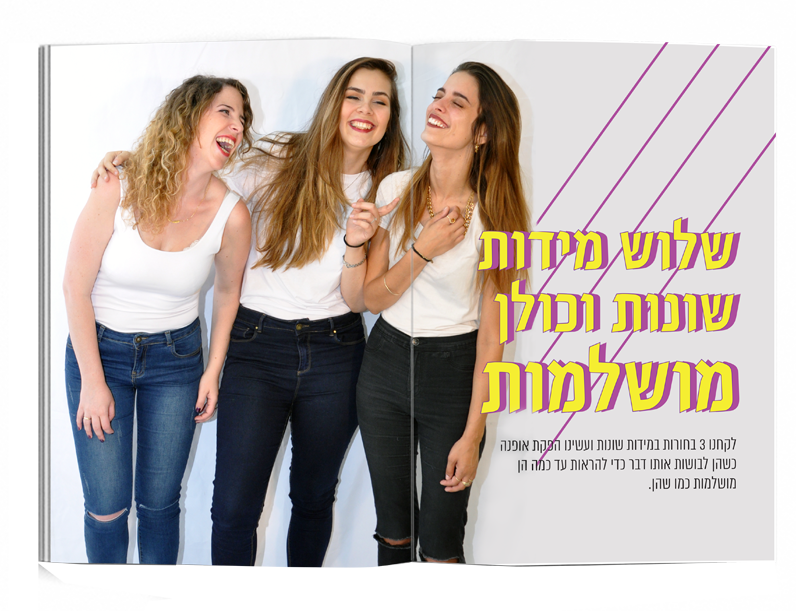 שלוש מידות
שונות וכולן
מושלמות
לקחנו 3 בחורות במידות שונות ועשינו הפקת אופנה
כשהן לבושות אותו דבר כדי להראות עד כמה הן
מושלמות כמו שהן.